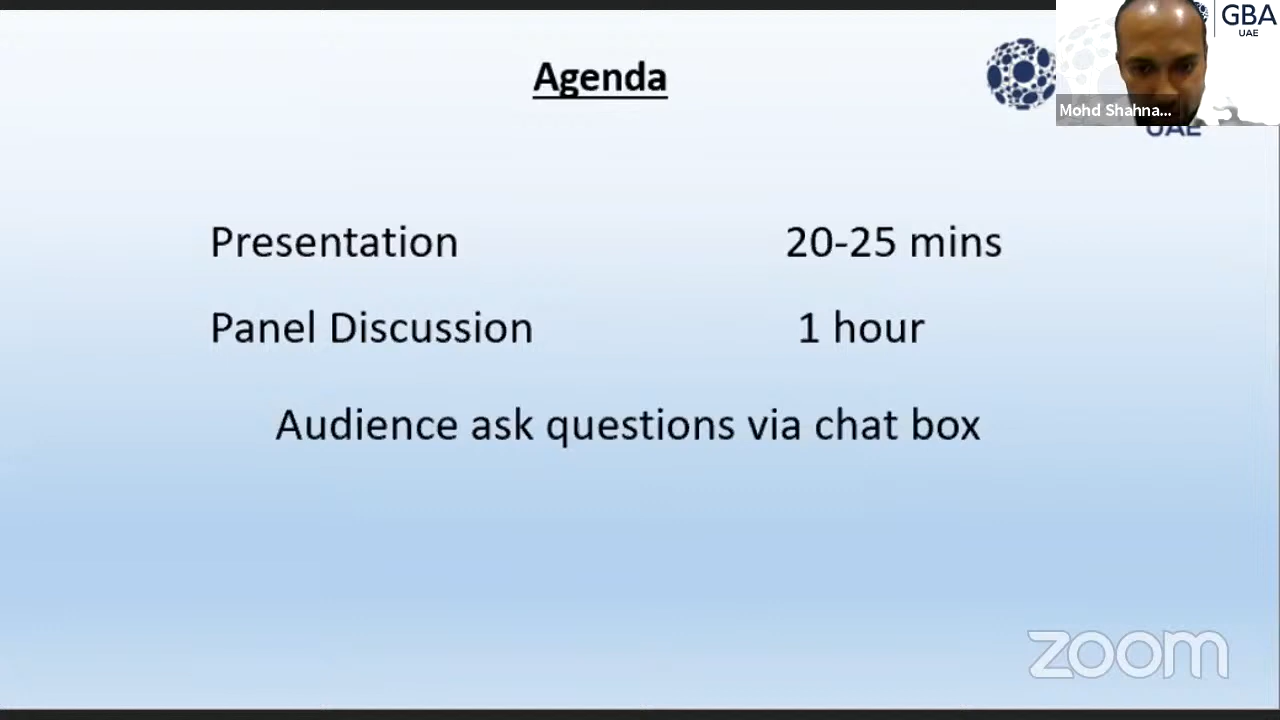 Agenda
GBA
UAE
Mohd Shahna...
UAE
Presentation 20-25 mins
Panel Discussion 1 hour
Audience ask questions via chat box
zoom